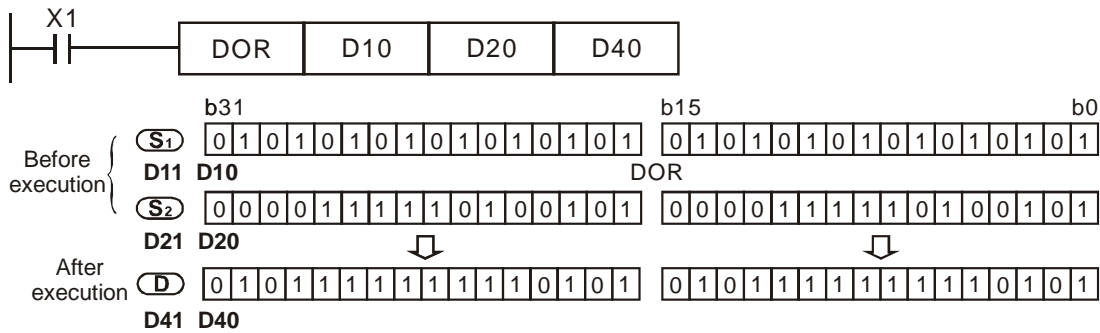 X1
DOR D10 D20 D40
b31 b15 b0
S1 0 1 0 1 0 1 0 1 0 1 0 1 0 1 0 1 0 1 0 1 0 1 0 1 0 1 0 1 0 1 0 1
Before execution
D11 D10 DOR
S2 0 0 0 0 1 1 1 1 1 0 1 0 0 1 0 1 0 0 0 0 1 1 1 1 1 0 1 0 0 1 0 1
D21 D20
After execution
D 0 1 0 1 1 1 1 1 1 1 1 1 0 1 0 1 0 1 0 1 1 1 1 1 1 1 1 1 0 1 0 1
D41 D40